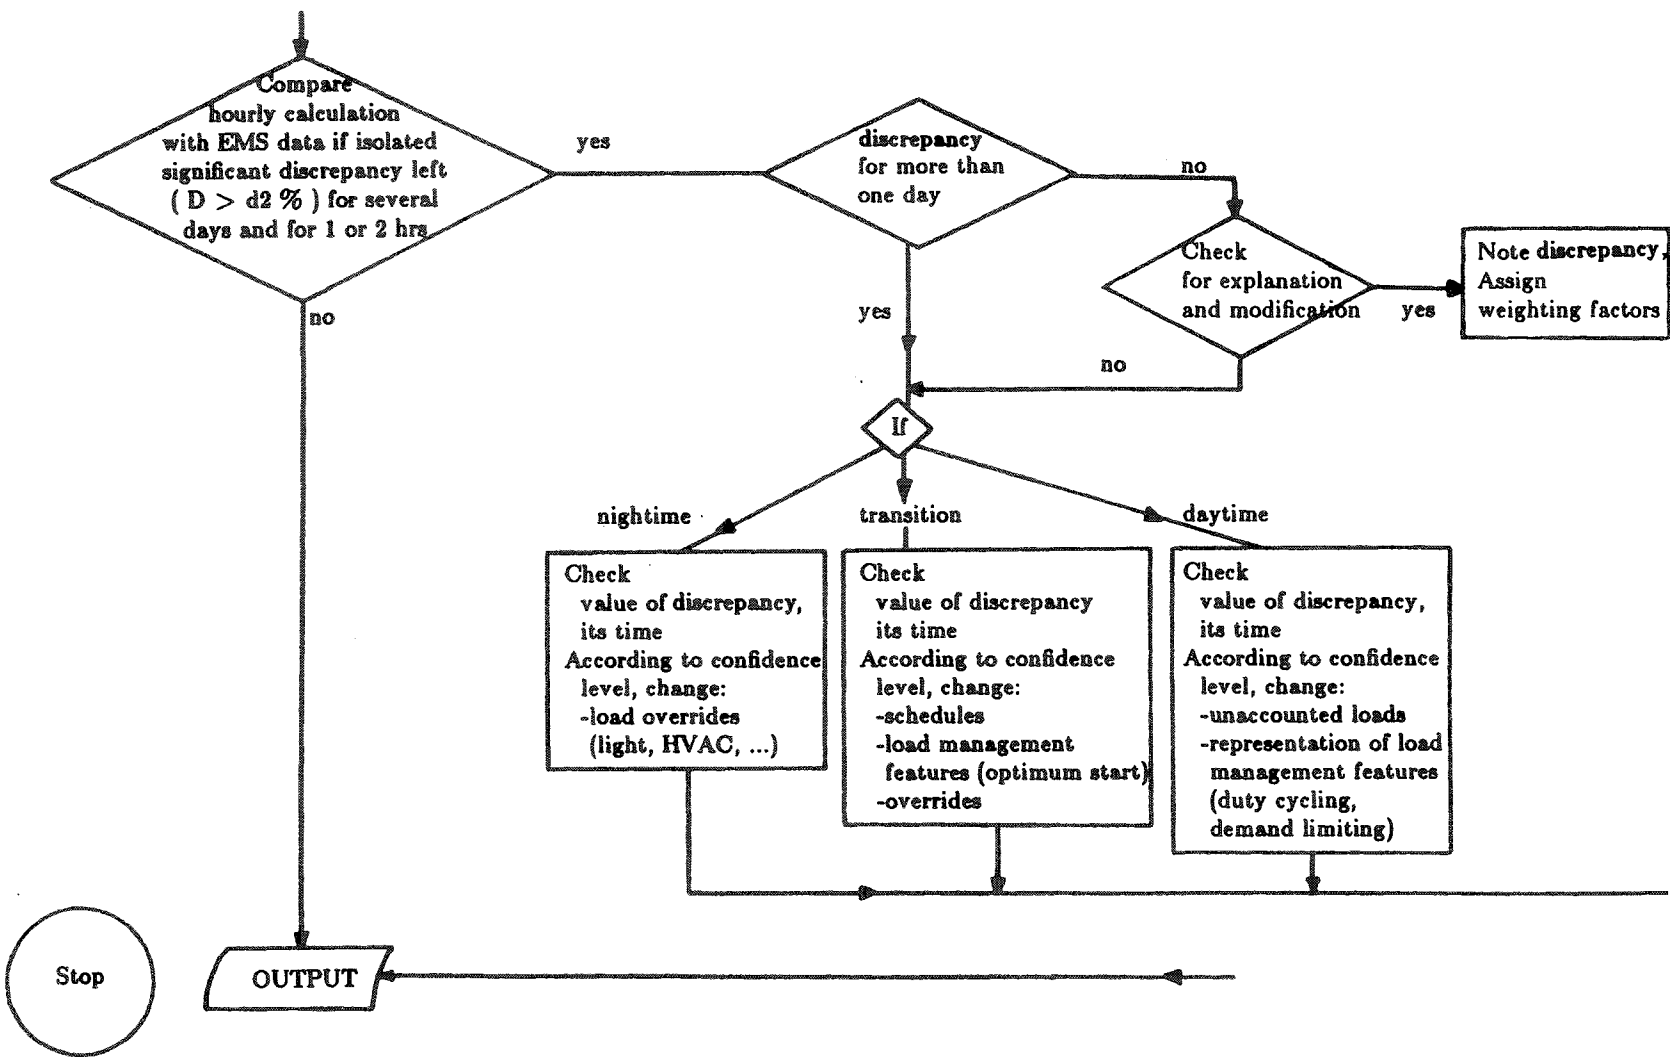 Compare
hourly calculation
with EMS data if isolated
significant discrepancy left
( D > d2 % ) for several
days and for 1 or 2 hrs
yes
no
discrepancy
for more than
one day
no
yes
Check
for explanation
and modification
yes
no
Note discrepancy,
Assign
weighting factors
If
nightime
transition
daytime
Check
value of discrepancy,
its time
According to confidence
level, change:
-load overrides
(light, HVAC, ...)
Check
value of discrepancy
its time
According to confidence
level, change:
-schedules
-load management
features (optimum start)
-overrides
Check
value of discrepancy,
its time
According to confidence
level, change:
-unaccounted loads
-representation of load
management features
(duty cycling,
demand limiting)
Stop
OUTPUT